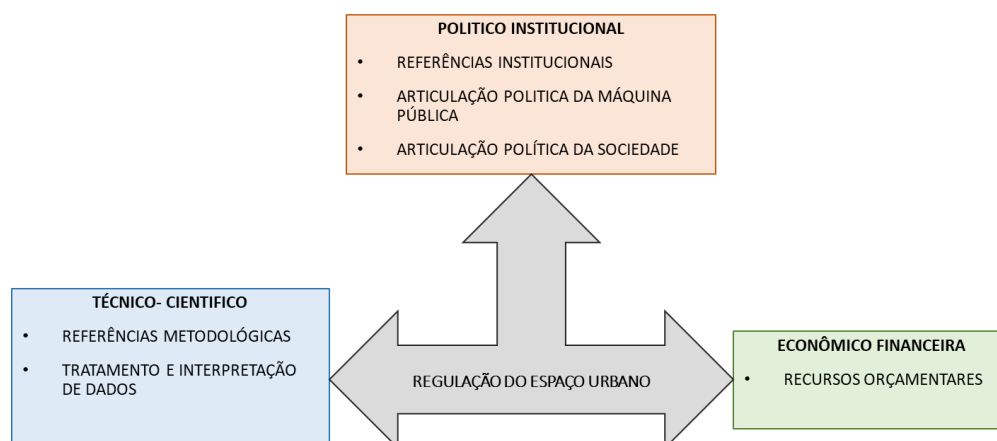 POLITICO INSTITUCIONAL
• REFERÊNCIAS INSTITUCIONAIS
• ARTICULAÇÃO POLITICA DA MÁQUINA
PÚBLICA
• ARTICULAÇÃO POLÍTICA DA SOCIEDADE
TÉCNICO- CIENTIFICO
• REFERÊNCIAS METODOLÓGICAS
• TRATAMENTO E INTERPRETAÇÃO
DE DADOS
REGULAÇÃO DO ESPAÇO URBANO
ECONÔMICO FINANCEIRA
• RECURSOS ORÇAMENTARES